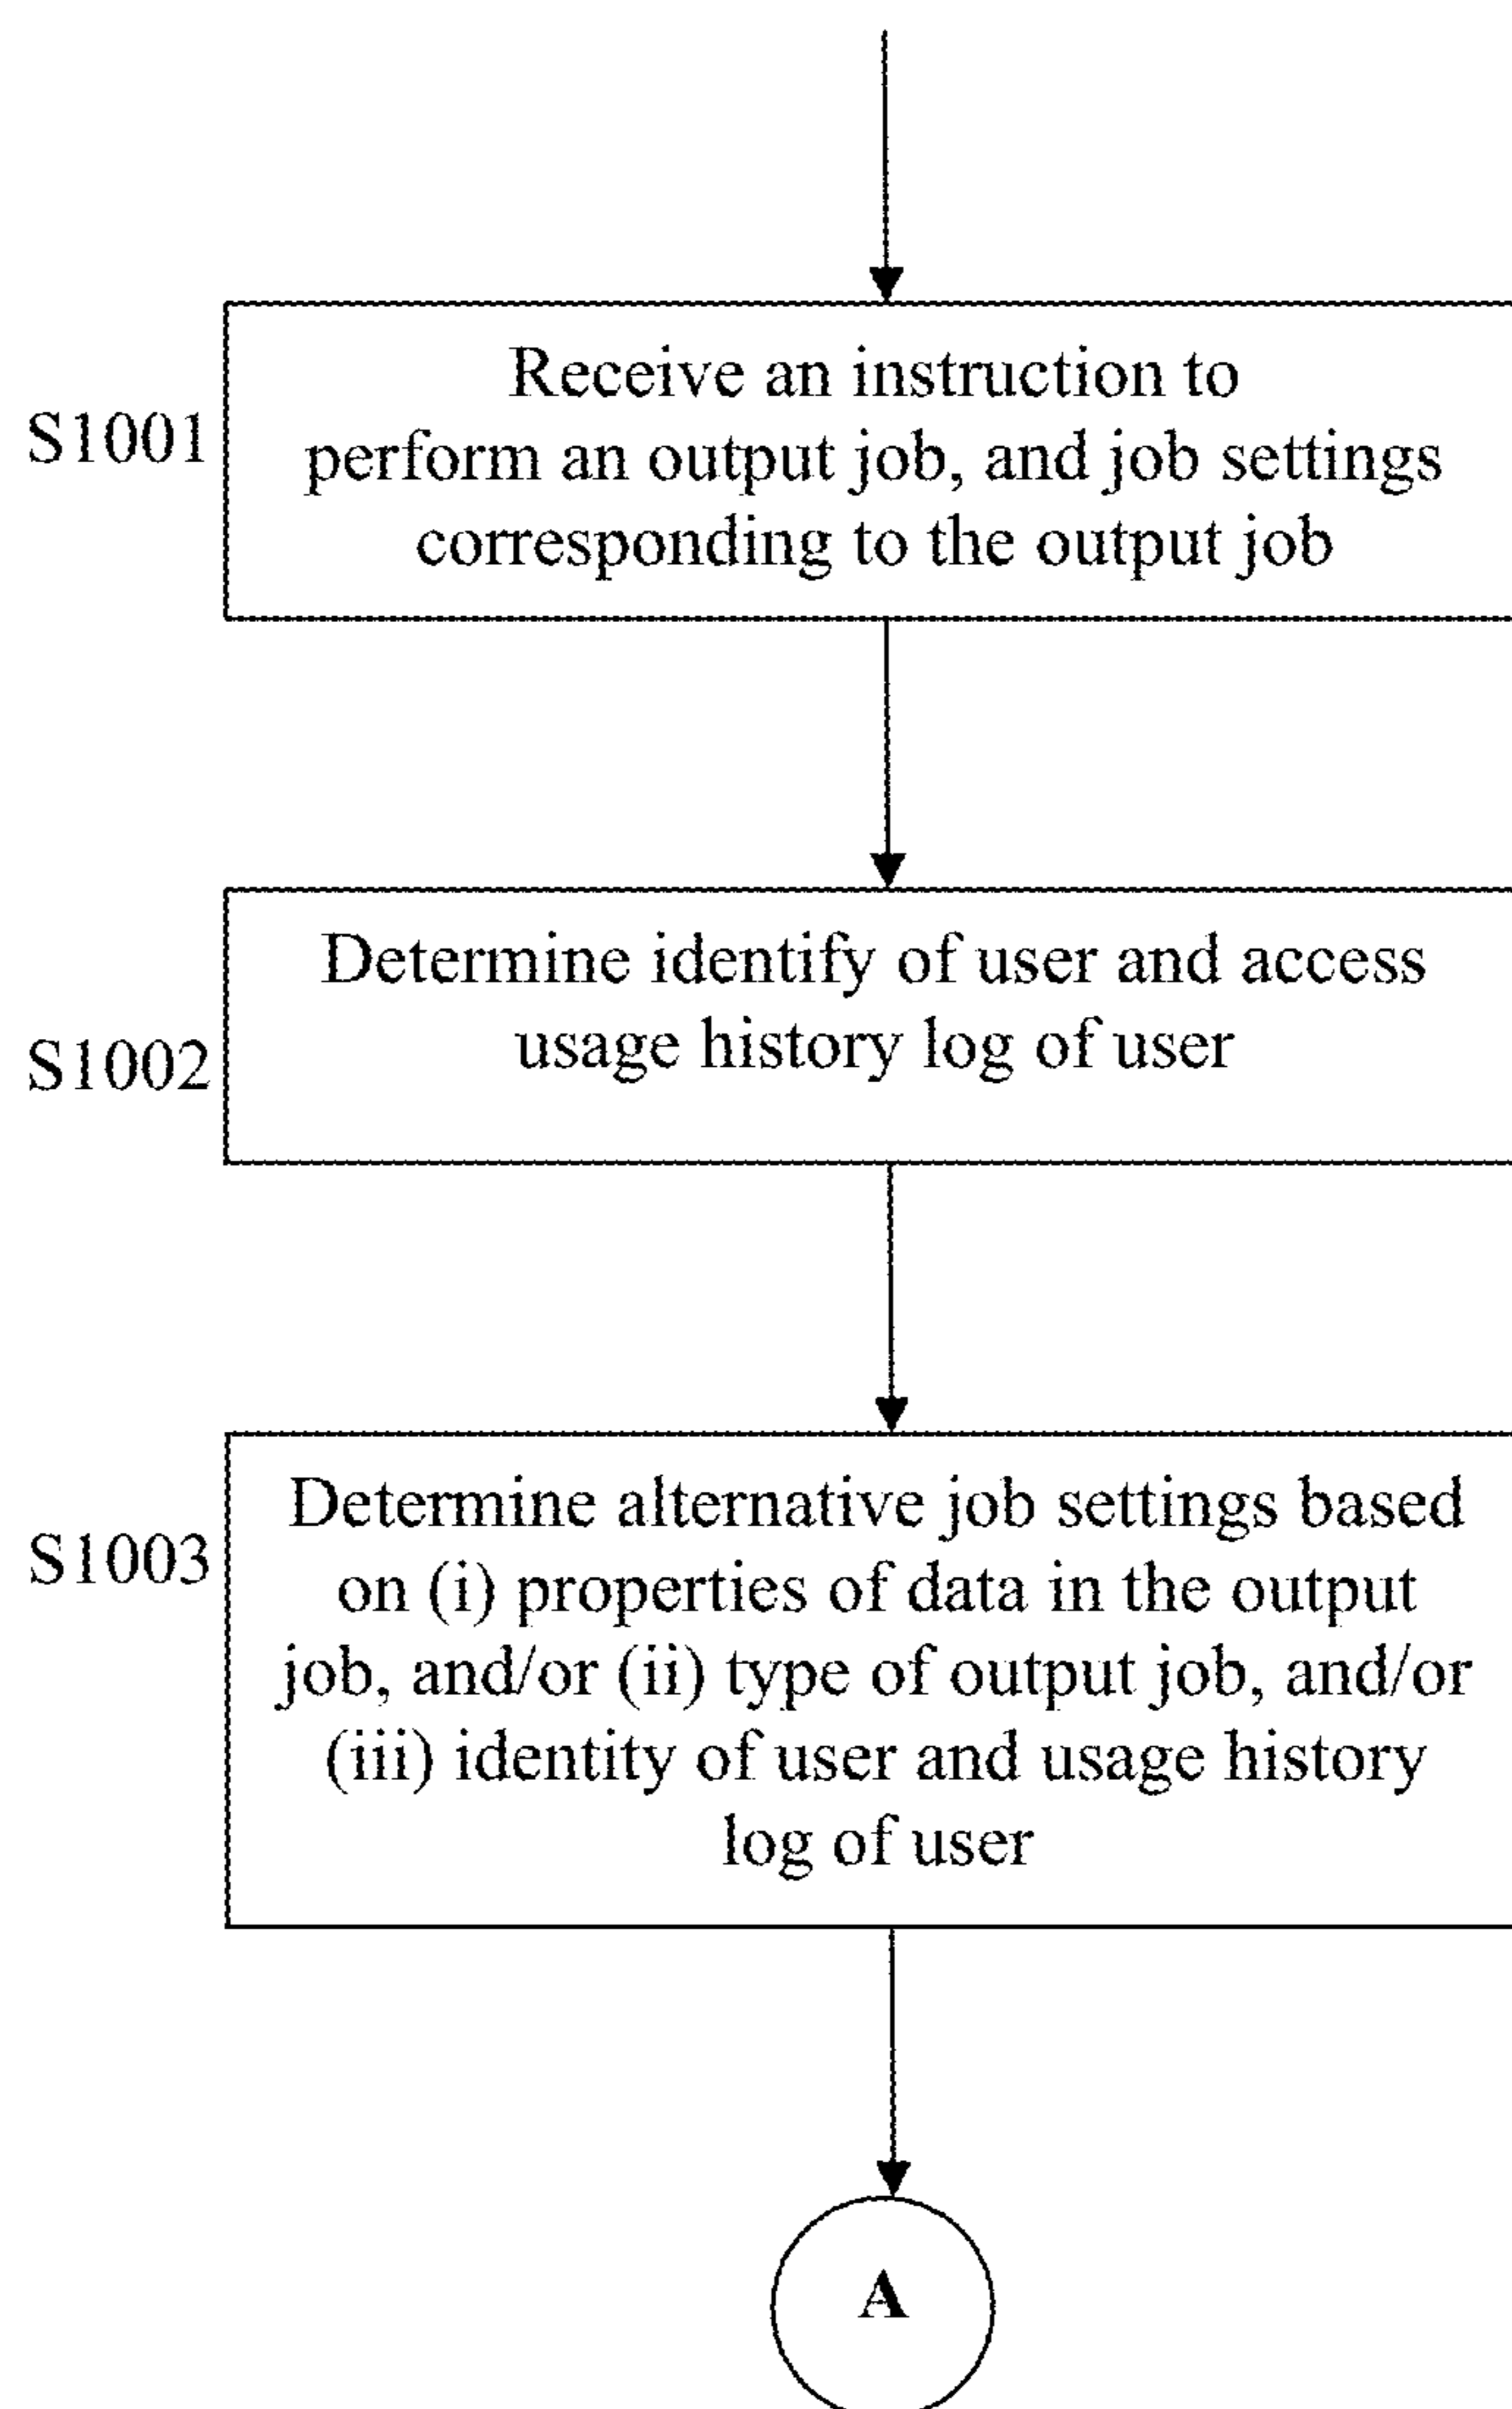 S1001
Receive an instruction to
perform an output job, and job settings
corresponding to the output job
S1002
Determine identify of user and access
usage history log of user
S1003
Determine alternative job settings based
on (i) properties of data in the output
job, and/or (ii) type of output job, and/or
(iii) identity of user and usage history
log of user
A